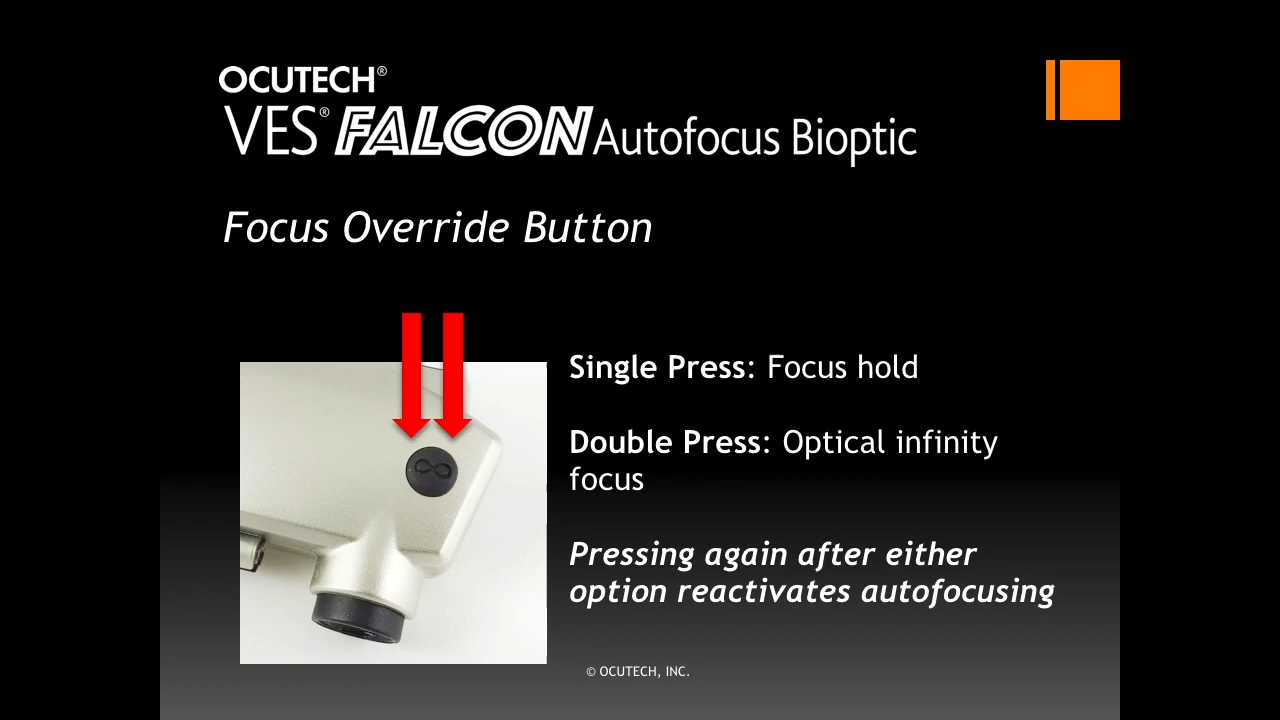 OCUTECH®
VES® FALCON Autofocus Bioptic
Focus Override Button
Single Press: Focus hold
Double Press: Optical infinity
focus
Pressing again after either
option reactivates autofocusing
© OCUTECH, INC.